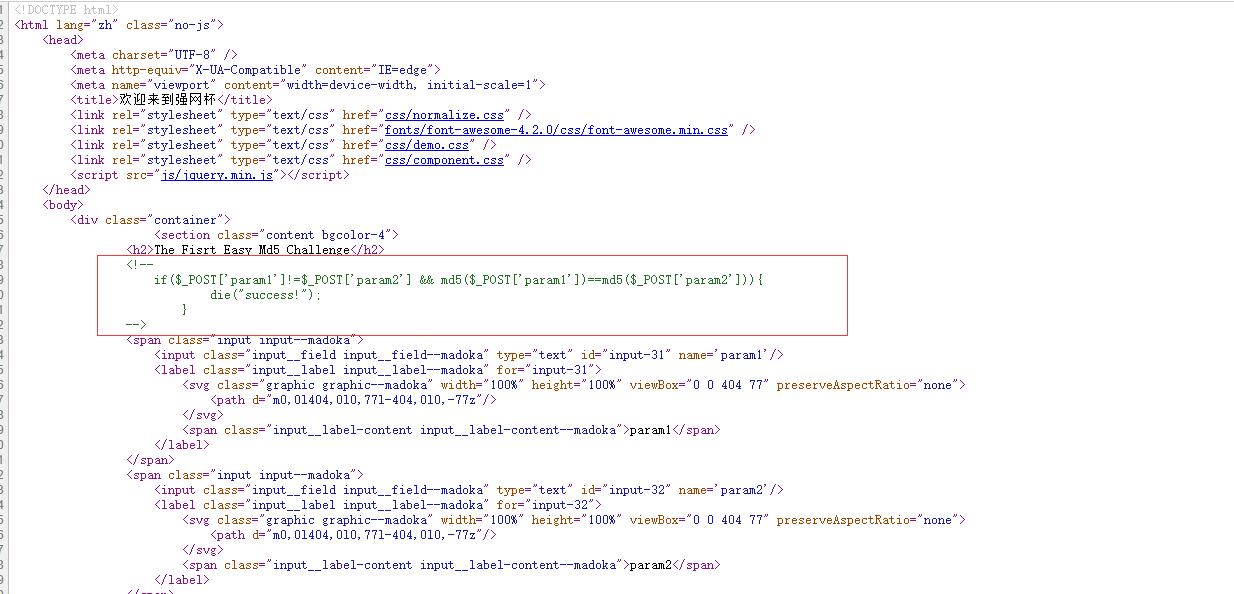 <!DOCTYPE html>
<html lang="zh" class="no-js">
<head>
<meta charset="UTF-8" />
<meta http-equiv="X-UA-Compatible" content="IE=edge">
<meta name="viewport" content="width=device-width, initial-scale=1">
<title>欢迎来到强网杯</title>
<link rel="stylesheet" type="text/css" href="css/normalize.css" />
<link rel="stylesheet" type="text/css" href="fonts/font-awesome-4.2.0/css/font-awesome.min.css" />
<link rel="stylesheet" type="text/css" href="css/demo.css" />
<link rel="stylesheet" type="text/css" href="css/component.css" />
<script src="js/jquery.min.js"></script>
</head>
<body>
<div class="container">
<section class="content bgcolor-4">
<h2>The Fisrt Easy Md5 Challenge</h2>
<!--
if($_POST['param1']!=$_POST['param2'] && md5($_POST['param1'])==md5($_POST['param2'])){
die("success!");
}
-->
<span class="input input--madoka">
<input class="input__field input__field--madoka" type="text" id="input-31" name='param1'/>
<label class="input__label input__label--madoka" for="input-31">
<svg class="graphic graphic--madoka" width="100%" height="100%" viewBox="0 0 404 77" preserveAspectRatio="none">
<path d="m0,0l404,0l0,77l-404,0l0,-77z"/>
</svg>
<span class="input__label-content input__label-content--madoka">param1</span>
</label>
</span>
<span class="input input--madoka">
<input class="input__field input__field--madoka" type="text" id="input-32" name='param2'/>
<label class="input__label input__label--madoka" for="input-32">
<svg class="graphic graphic--madoka" width="100%" height="100%" viewBox="0 0 404 77" preserveAspectRatio="none">
<path d="m0,0l404,0l0,77l-404,0l0,-77z"/>
</svg>
<span class="input__label-content input__label-content--madoka">param2</span>
</label>
</span>